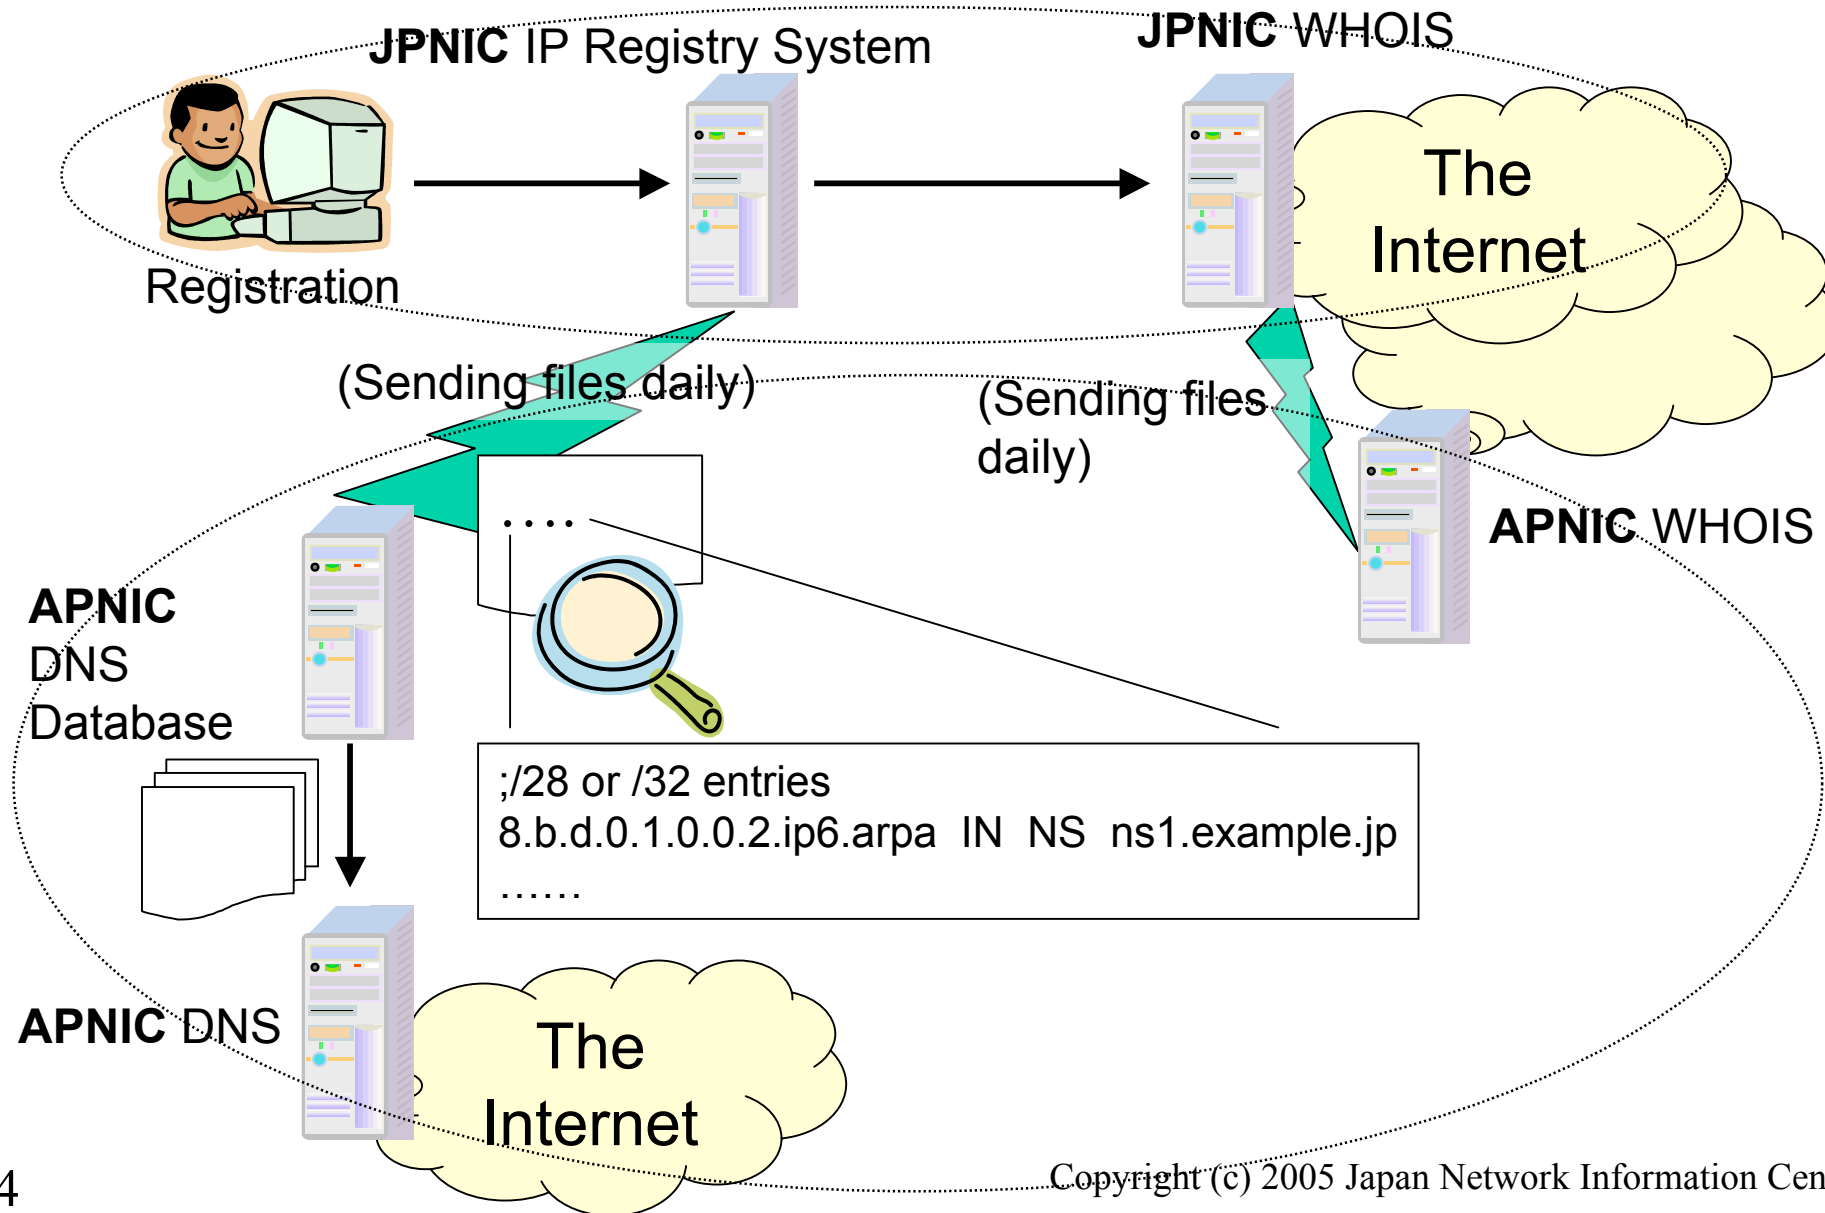 JPNIC IP Registry System
JPNIC WHOIS
The
Internet
Registration
(Sending files daily)
(Sending files
daily)
. . . .
APNIC WHOIS
APNIC
DNS
Database
;/28 or /32 entries
8.b.d.0.1.0.0.2.ip6.arpa IN NS ns1.example.jp
……
APNIC DNS
The
Internet
4
Copyright (c) 2005 Japan Network Information Cen